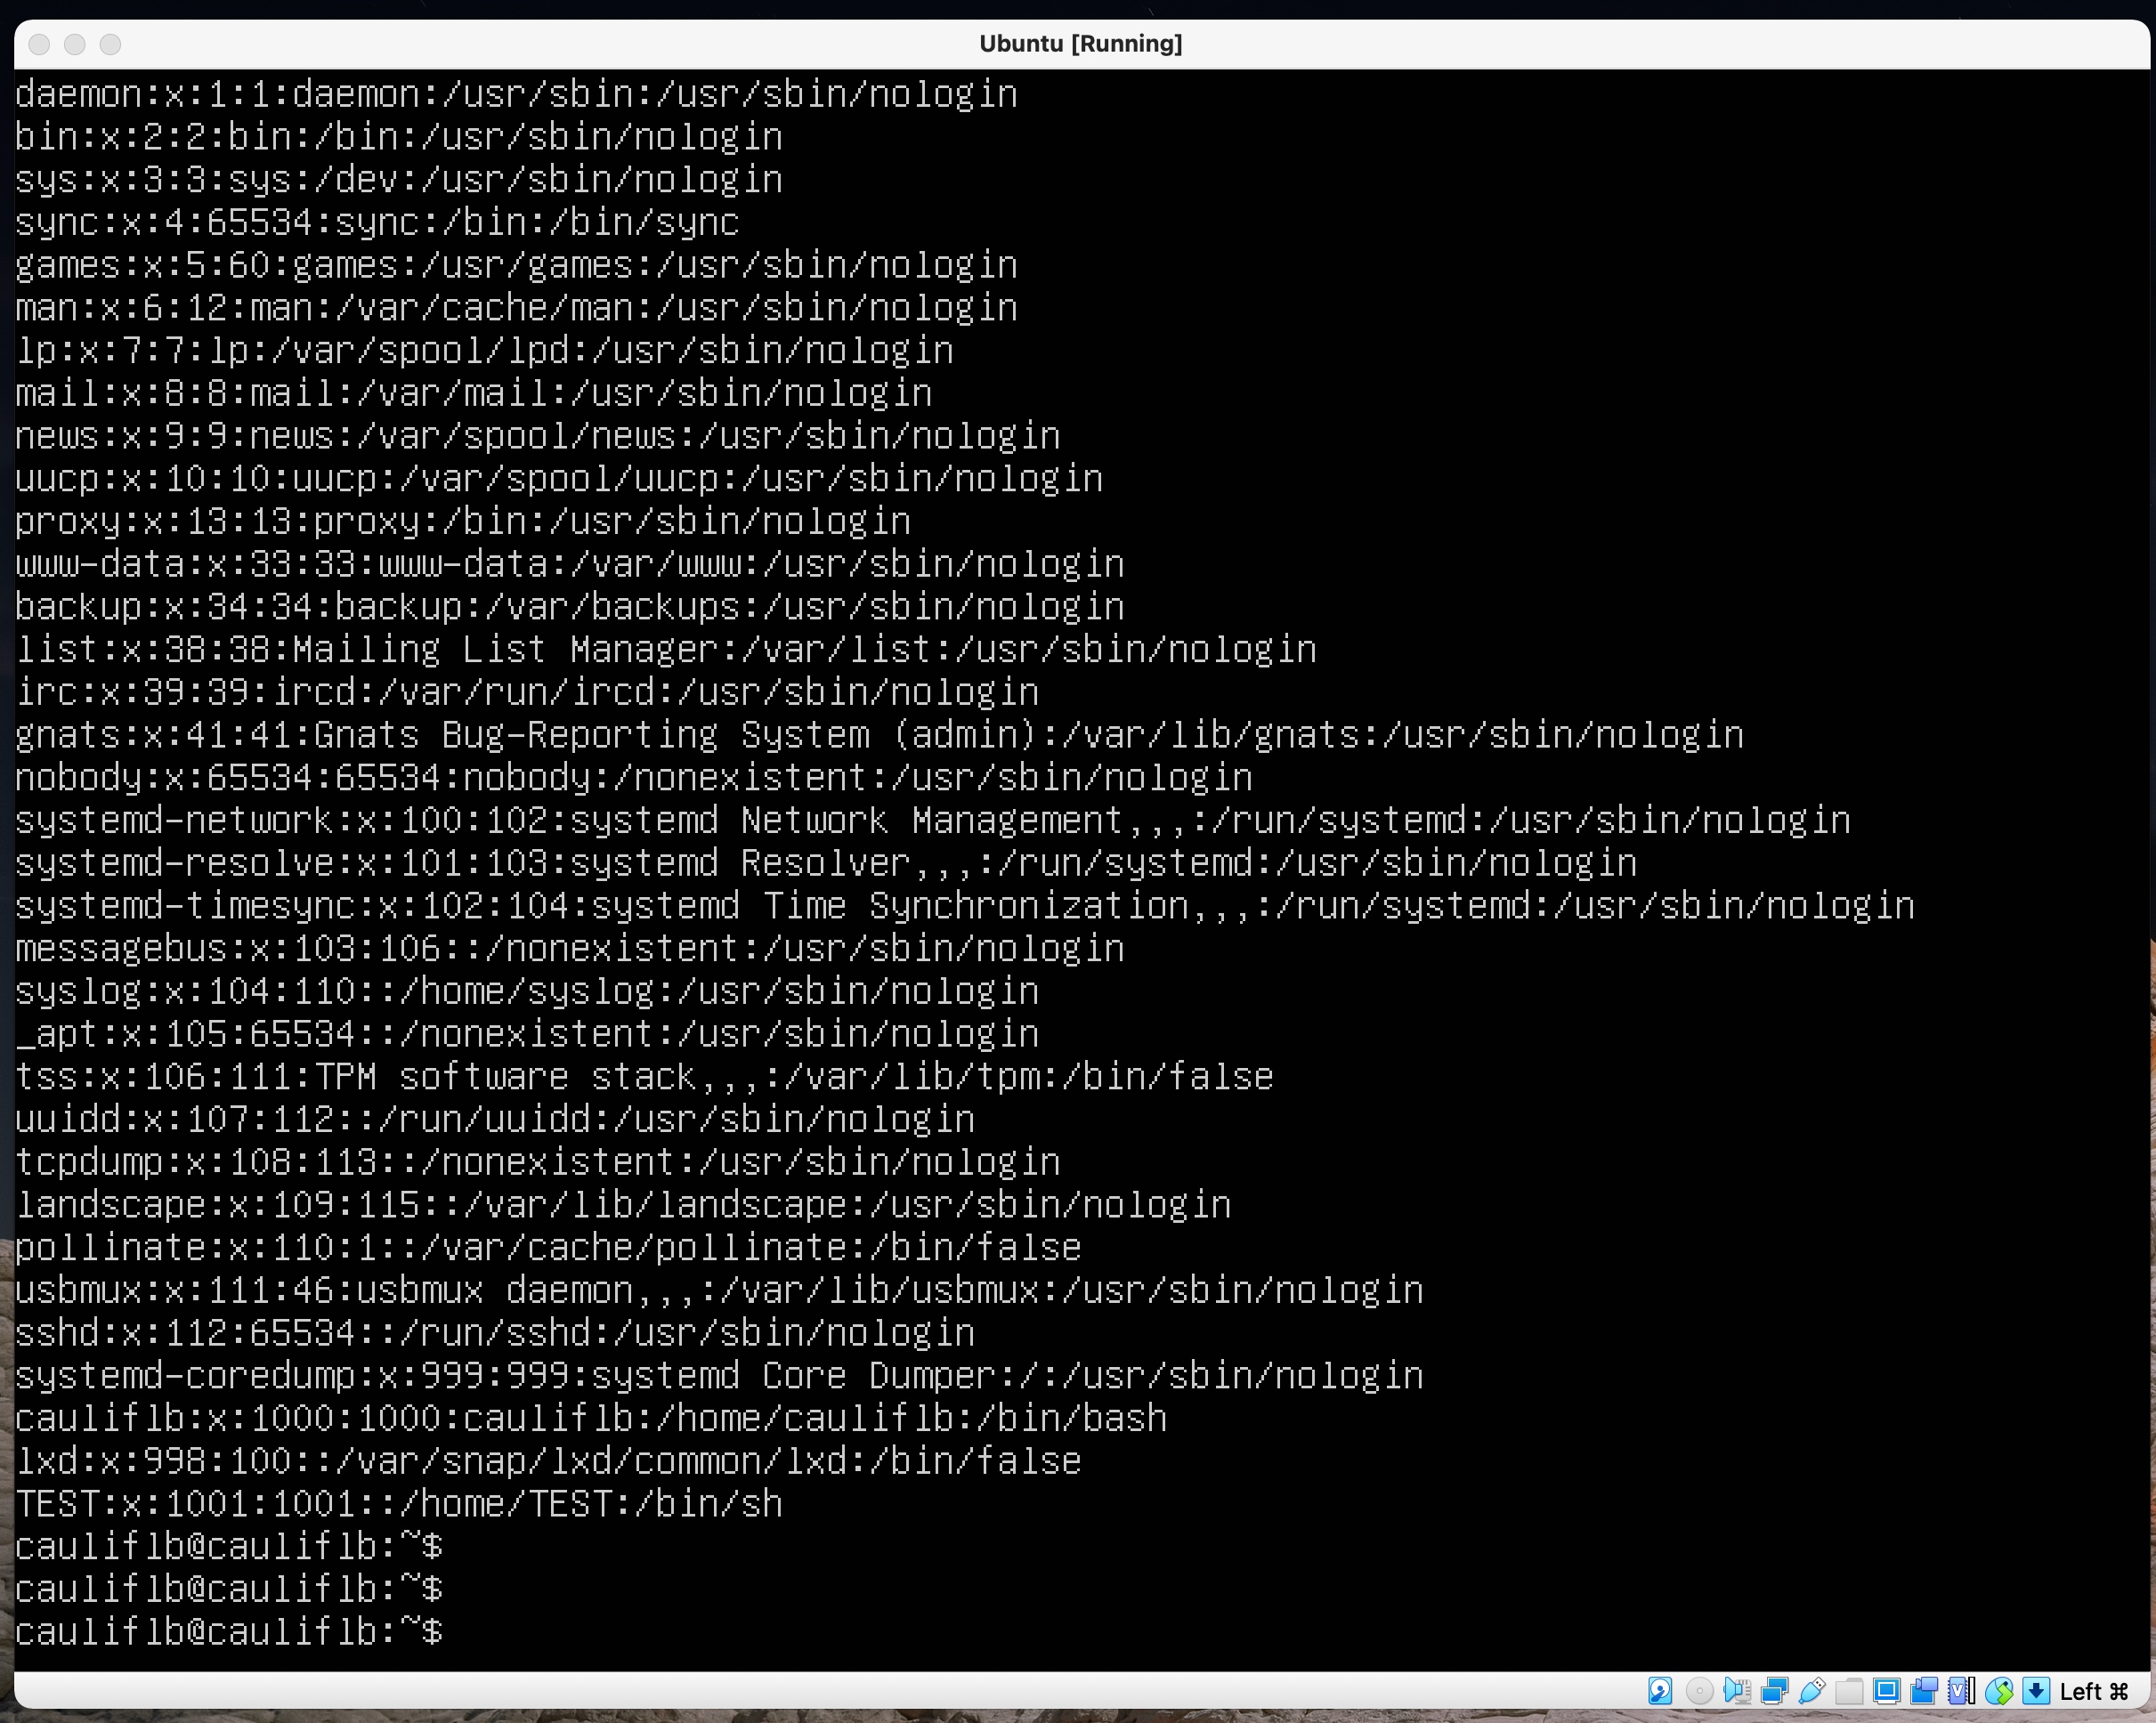 Ubuntu [Running]
daemon:x:1:1:daemon:/usr/sbin:/usr/sbin/nologin
bin:x:2:2:bin:/bin:/usr/sbin/nologin
sys:x:3:3:sys:/dev:/usr/sbin/nologin
sync:x:4:65534:sync:/bin:/bin/sync
games:x:5:60:games:/usr/games:/usr/sbin/nologin
man:x:6:12:man:/var/cache/man:/usr/sbin/nologin
lp:x:7:7:lp:/var/spool/lpd:/usr/sbin/nologin
mail:x:8:8:mail:/var/mail:/usr/sbin/nologin
news:x:9:9:news:/var/spool/news:/usr/sbin/nologin
uucp:x:10:10:uucp:/var/spool/uucp:/usr/sbin/nologin
proxy:x:13:13:proxy:/bin:/usr/sbin/nologin
www-data:x:33:33:www-data:/var/www:/usr/sbin/nologin
backup:x:34:34:backup:/var/backups:/usr/sbin/nologin
list:x:38:38:Mailing List Manager:/var/list:/usr/sbin/nologin
irc:x:39:39:ircd:/var/run/ircd:/usr/sbin/nologin
gnats:x:41:41:Gnats Bug-Reporting System (admin):/var/lib/gnats:/usr/sbin/nologin
nobody:x:65534:65534:nobody:/nonexistent:/usr/sbin/nologin
systemd-network:x:100:102:systemd Network Management,,,:/run/systemd:/usr/sbin/nologin
systemd-resolve:x:101:103:systemd Resolver,,,:/run/systemd:/usr/sbin/nologin
systemd-timesync:x:102:104:systemd Time Synchronization,,,:/run/systemd:/usr/sbin/nologin
messagebus:x:103:106::/nonexistent:/usr/sbin/nologin
syslog:x:104:110::/home/syslog:/usr/sbin/nologin
_apt:x:105:65534::/nonexistent:/usr/sbin/nologin
tss:x:106:111:TPM software stack,,,:/var/lib/tpm:/bin/false
uuidd:x:107:112::/run/uuidd:/usr/sbin/nologin
tcpdump:x:108:113::/nonexistent:/usr/sbin/nologin
landscape:x:109:115::/var/lib/landscape:/usr/sbin/nologin
pollinate:x:110:1::/var/cache/pollinate:/bin/false
usbmux:x:111:46:usbmux daemon,,,:/var/lib/usbmux:/usr/sbin/nologin
sshd:x:112:65534::/run/sshd:/usr/sbin/nologin
systemd-coredump:x:999:999:systemd Core Dumper:/:/usr/sbin/nologin
cauliflb:x:1000:1000:cauliflb:/home/cauliflb:/bin/bash
lxd:x:998:100::/var/snap/lxd/common/lxd:/bin/false
TEST:x:1001:1001::/home/TEST:/bin/sh
cauliflb@cauliflb:~$
cauliflb@cauliflb:~$
cauliflb@cauliflb:~$
Left ⌘